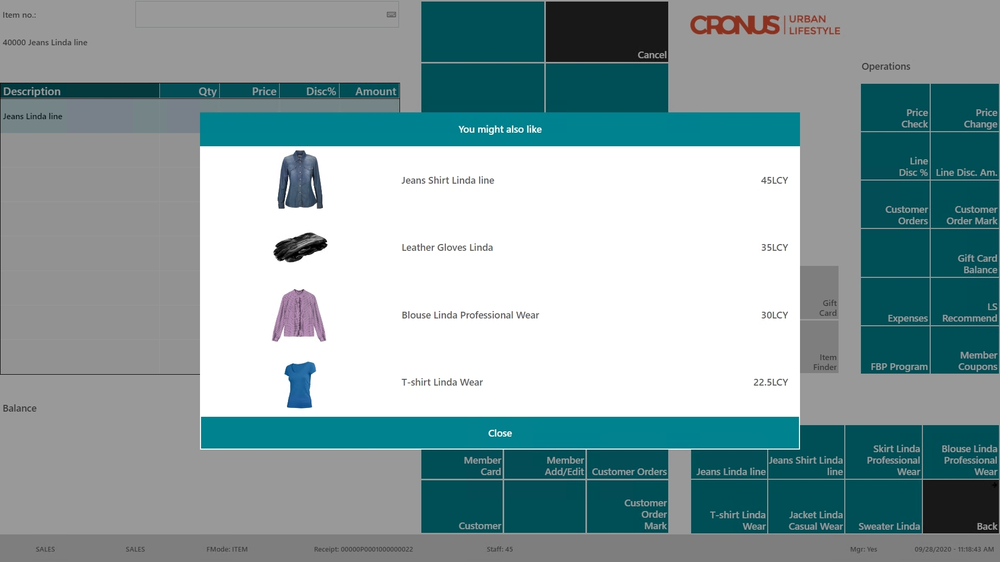 Item no.:
40000 Jeans Linda line
Cancel
CRONUS
URBAN
LIFESTYLE
Operations
Description Qty Price Disc% Amount
Jeans Linda line
You might also like
Jeans Shirt Linda line 45LCY
Leather Gloves Linda 35LCY
Blouse Linda Professional Wear 30LCY
T-shirt Linda Wear 22.5LCY
Close
Gift
Card
Item
Finder
Price
Check
Price
Change
Line
Disc %
Line Disc. Am.
Customer
Orders
Customer
Order Mark
Gift Card
Balance
Expenses
LS
Recommend
FBP Program
Member
Coupons
Balance
Member
Card
Member
Add/Edit
Customer Orders
Customer
Customer
Order
Mark
Jeans Linda line
Jeans Shirt Linda
line
Skirt Linda
Professional
Wear
Blouse Linda
Professional
Wear
T-shirt Linda
Wear
Jacket Linda
Casual Wear
Sweater Linda
Back
SALES SALES FMode: ITEM Receipt: 00000P0001000000022 Staff: 45 Mgr: Yes 09/28/2020 - 11:18:43 AM